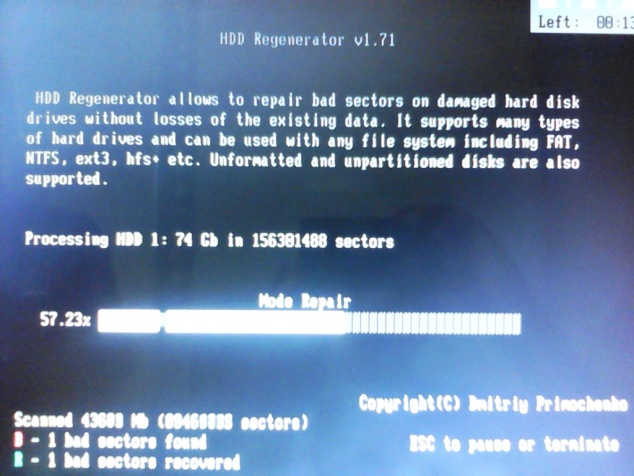 Left: 00:13
HDD Regenerator v1.71
HDD Regenerator allows to repair bad sectors on damaged hard disk
drives without losses of the existing data. It supports many types
of hard drives and can be used with any file system including FAT,
NTFS, ext3, hfs+ etc. Unformatted and unpartitioned disks are also
supported.
Processing HDD 1: 74 Gb in 156301488 sectors
Mode Repair
57.23%
Copyright(C) Dmitriy Primochenko
Scanned Mb ( sectors)
B - 1 bad sectors found
ESC to pause or terminate
R - 1 bad sectors recovered